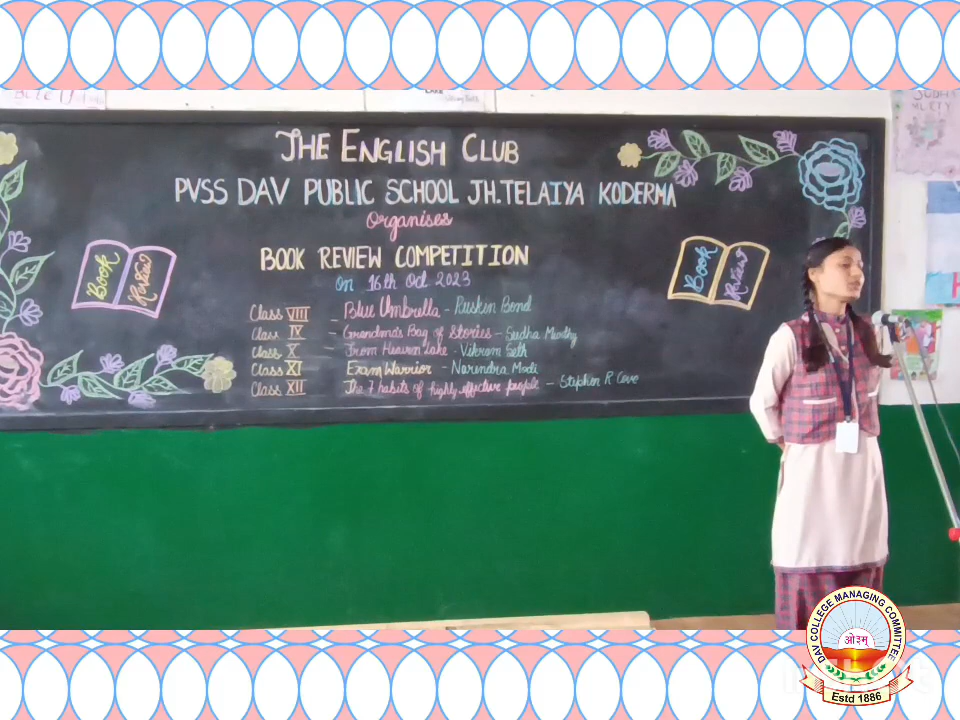 THE ENGLISH CLUB
PVSS DAV PUBLIC SCHOOL JH.TELAIYA KODERMA
Organises
BOOK REVIEW COMPETITION
On 16th Oct 2023
Class VIII - Blue Umbrella - Ruskin Bond
Class IX - Grandma's Bag of Stories - Sudha Murthy
Class X - From Heaven Lake - Vikram Seth
Class XI Exam Warrior - Narendra Modi
Class XII The 7 habits of highly effective people - Stephen R Cove
Book Review
Book Review
DAV COLLEGE MANAGING COMMITTEE
ओ३म्
Estd 1886